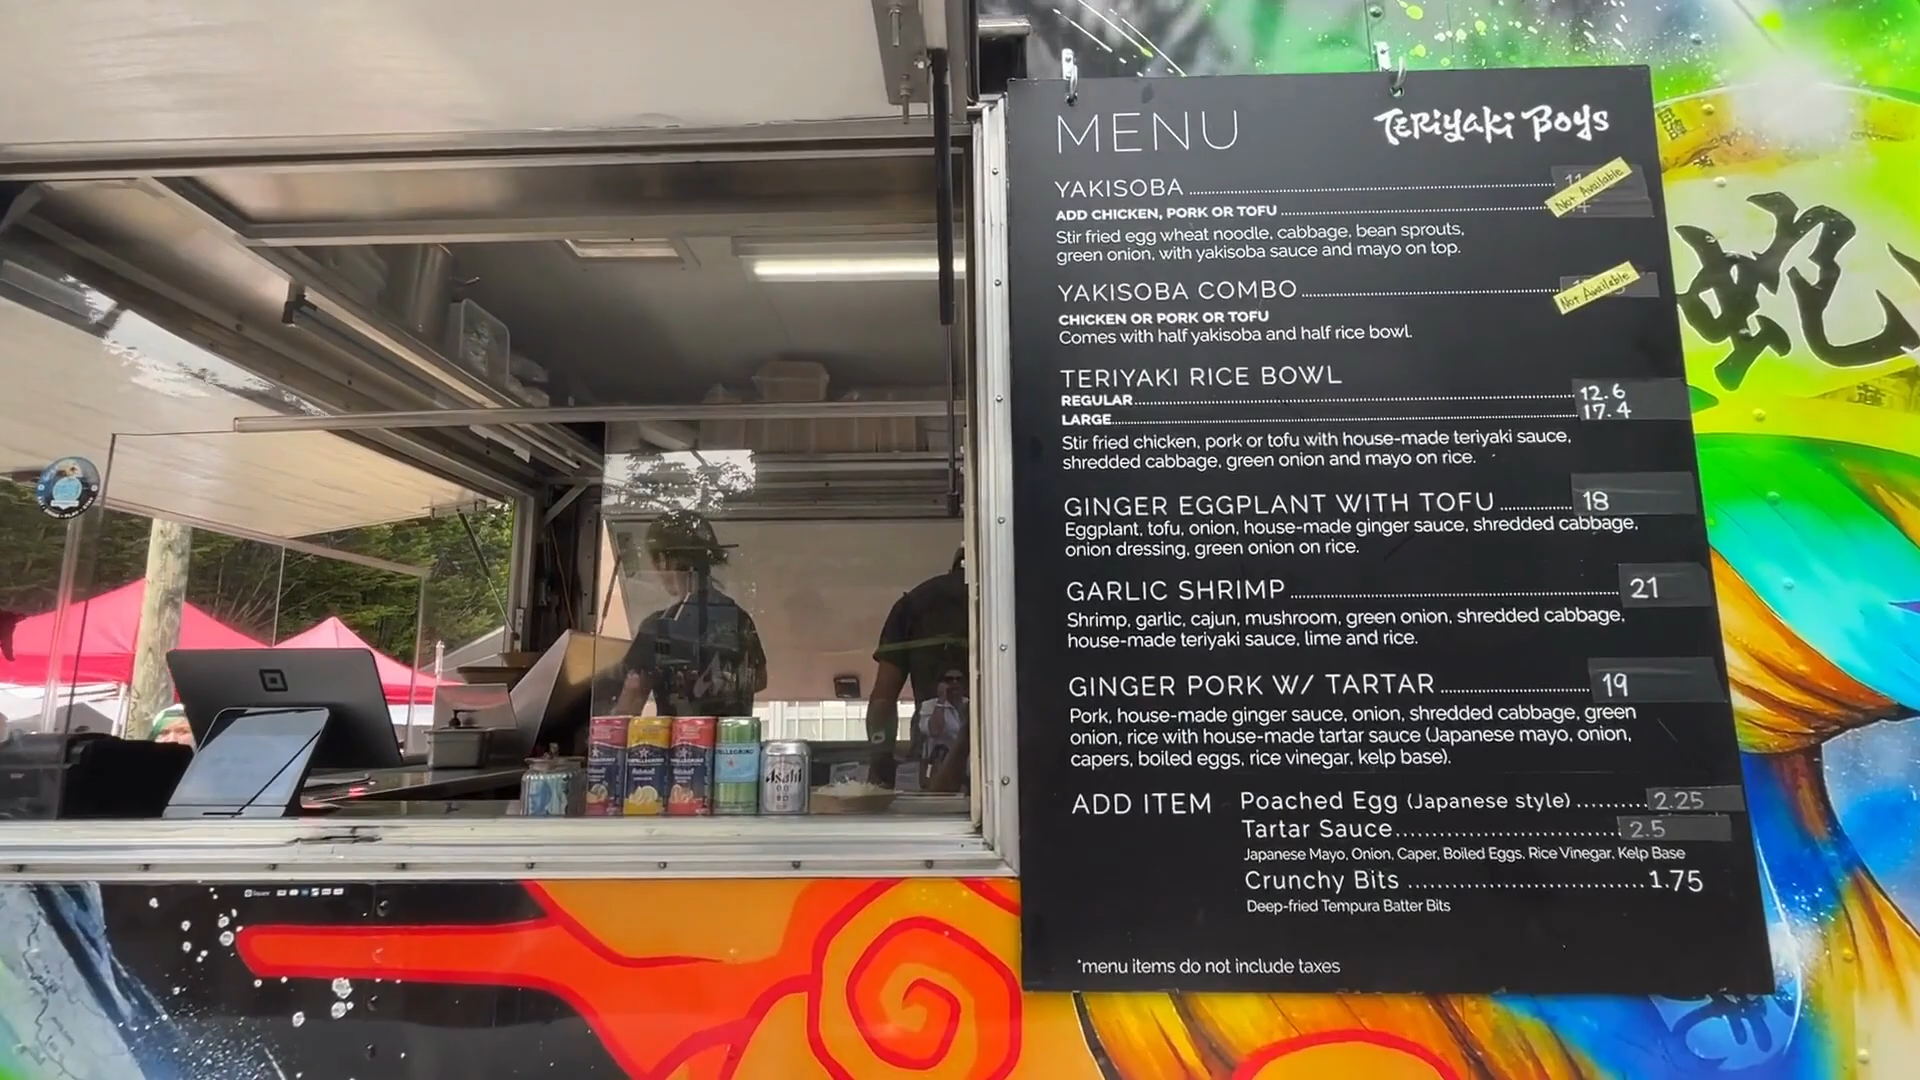 MENU
TERiyaki Boys
YAKISOBA
Not Available
ADD CHICKEN, PORK OR TOFU
Stir fried egg wheat noodle, cabbage, bean sprouts,
green onion, with yakisoba sauce and mayo on top.
YAKISOBA COMBO
Not Available
CHICKEN OR PORK OR TOFU
Comes with half yakisoba and half rice bowl.
TERIYAKI RICE BOWL
REGULAR 12.6
LARGE 17.4
Stir fried chicken, pork or tofu with house-made teriyaki sauce,
shredded cabbage, green onion and mayo on rice.
GINGER EGGPLANT WITH TOFU 18
Eggplant, tofu, onion, house-made ginger sauce, shredded cabbage,
onion dressing, green onion on rice.
GARLIC SHRIMP 21
Shrimp, garlic, cajun, mushroom, green onion, shredded cabbage,
house-made teriyaki sauce, lime and rice.
GINGER PORK W/ TARTAR 19
Pork, house-made ginger sauce, onion, shredded cabbage, green
onion, rice with house-made tartar sauce (Japanese mayo, onion,
capers, boiled eggs, rice vinegar, kelp base).
ADD ITEM Poached Egg (Japanese style) 2.25
Tartar Sauce 2.5
Japanese Mayo, Onion, Caper, Boiled Eggs, Rice Vinegar, Kelp Base
Crunchy Bits 1.75
Deep-fried Tempura Batter Bits
*menu items do not include taxes
蛇
Asahi